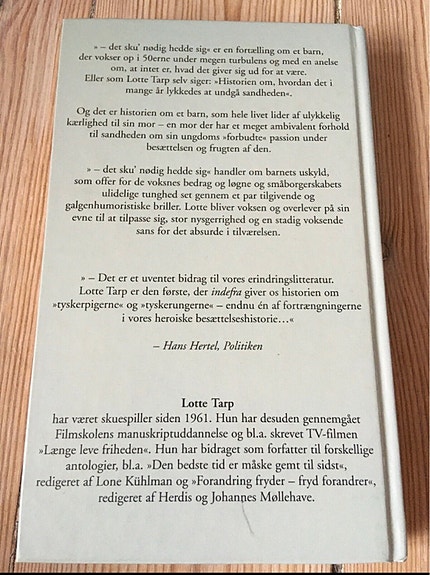 » – det sku' nødig hedde sig« er en fortælling om et barn,
der vokser op i 50erne under megen turbulens og med en anelse
om, at intet er, hvad det giver sig ud for at være.
Eller som Lotte Tarp selv siger: »Historien om, hvordan det i
mange år lykkedes at undgå sandheden«.
Og det er historien om et barn, som hele livet lider af ulykkelig
kærlighed til sin mor – en mor der har et meget ambivalent forhold
til sandheden om sin ungdoms »forbudte« passion under
besættelsen og frugten af den.
» – det sku' nødig hedde sig« handler om barnets uskyld,
som offer for de voksnes bedrag og løgne og småborgerskabets
ulidelige tunghed set gennem et par tilgivende og
galgenhumoristiske briller. Lotte bliver voksen og overlever på sin
evne til at tilpasse sig, stor nysgerrighed og en stadig voksende
sans for det absurde i tilværelsen.
» – Det er et uventet bidrag til vores erindringslitteratur.
Lotte Tarp er den første, der indefra giver os historien om
»tyskerpigerne« og »tyskerungerne« – endnu én af fortrængningerne
i vores heroiske besættelseshistorie...«
– Hans Hertel, Politiken
Lotte Tarp
har været skuespiller siden 1961. Hun har desuden gennemgået
Filmskolens manuskriptuddannelse og bl.a. skrevet TV-filmen
»Længe leve friheden«. Hun har bidraget som forfatter til forskellige
antologier, bl.a. »Den bedste tid er måske gemt til sidst«,
redigeret af Lone Kühlman og »Forandring fryder – fryd forandrer«,
redigeret af Herdis og Johannes Møllehave.